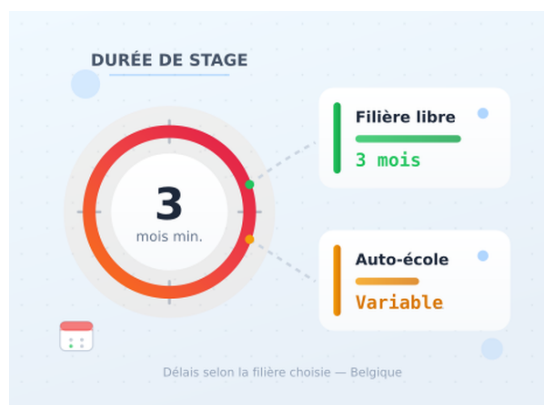 DURÉE DE STAGE
3
mois min.
Filière libre
3 mois
Auto-école
Variable
Délais selon la filière choisie — Belgique